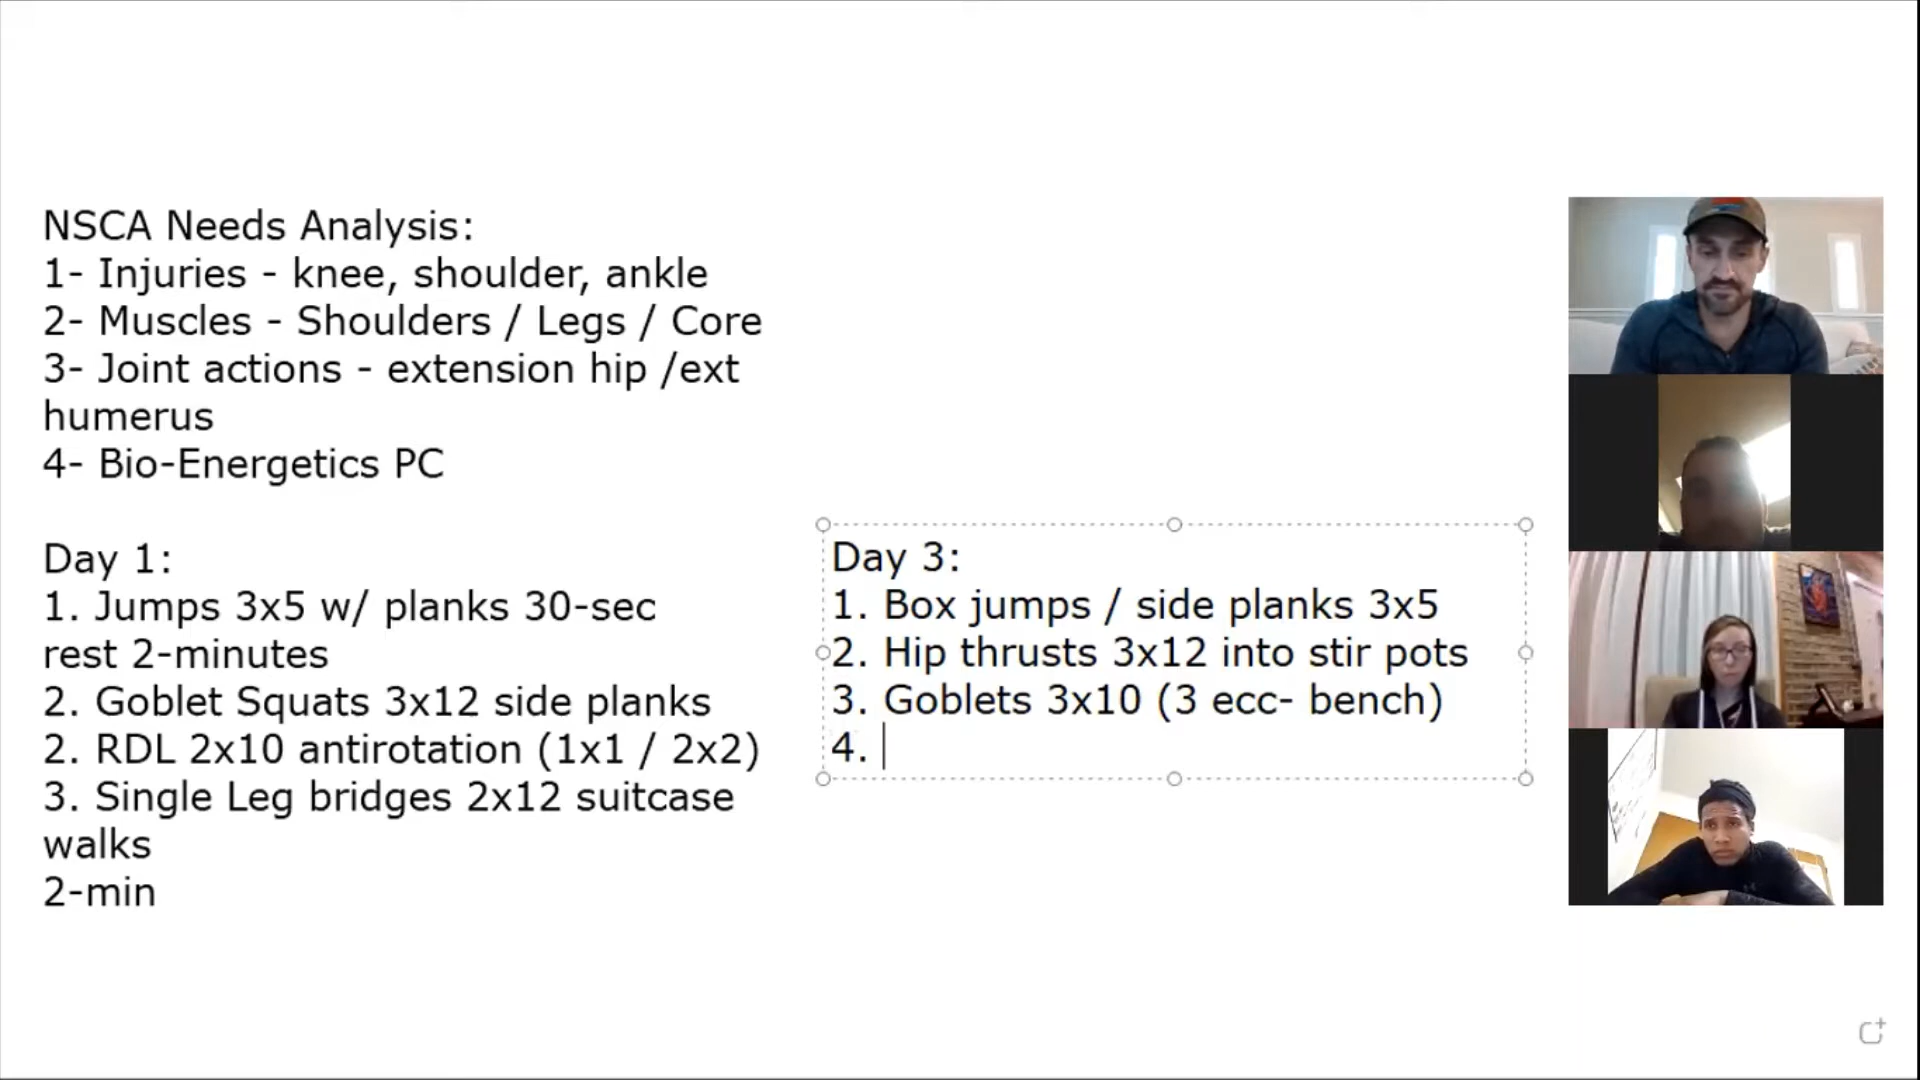 NSCA Needs Analysis:
1- Injuries - knee, shoulder, ankle
2- Muscles - Shoulders / Legs / Core
3- Joint actions - extension hip /ext
humerus
4- Bio-Energetics PC
Day 1:
1. Jumps 3x5 w/ planks 30-sec
rest 2-minutes
2. Goblet Squats 3x12 side planks
2. RDL 2x10 antirotation (1x1 / 2x2)
3. Single Leg bridges 2x12 suitcase
walks
2-min
Day 3:
1. Box jumps / side planks 3x5
2. Hip thrusts 3x12 into stir pots
3. Goblets 3x10 (3 ecc- bench)
4.